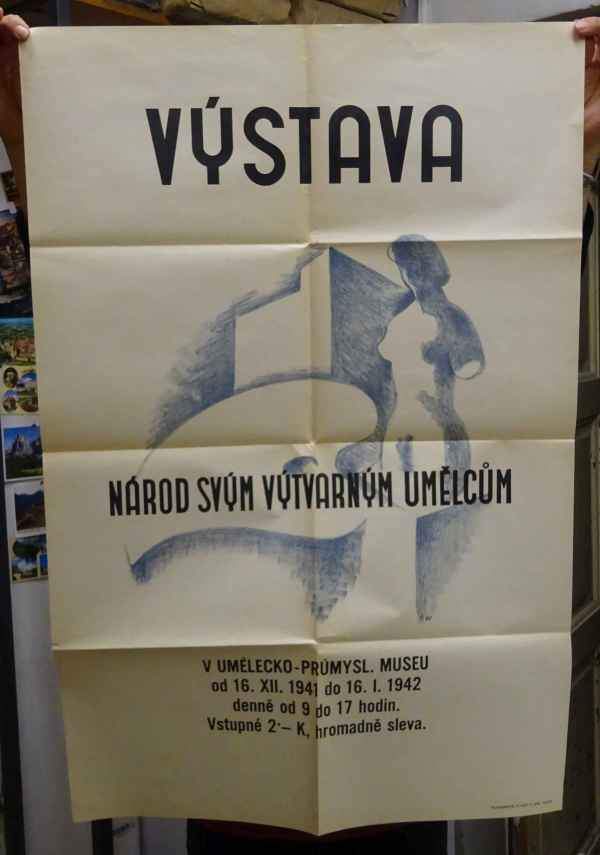 VÝSTAVA
NÁROD SVÝM VÝTVARNÝM UMĚLCŮM
V UMĚLECKO-PRŮMYSL. MUSEU
od 16. XII. 1941 do 16. I. 1942
denně od 9 do 17 hodin.
Vstupné 2·— K, hromadně sleva.